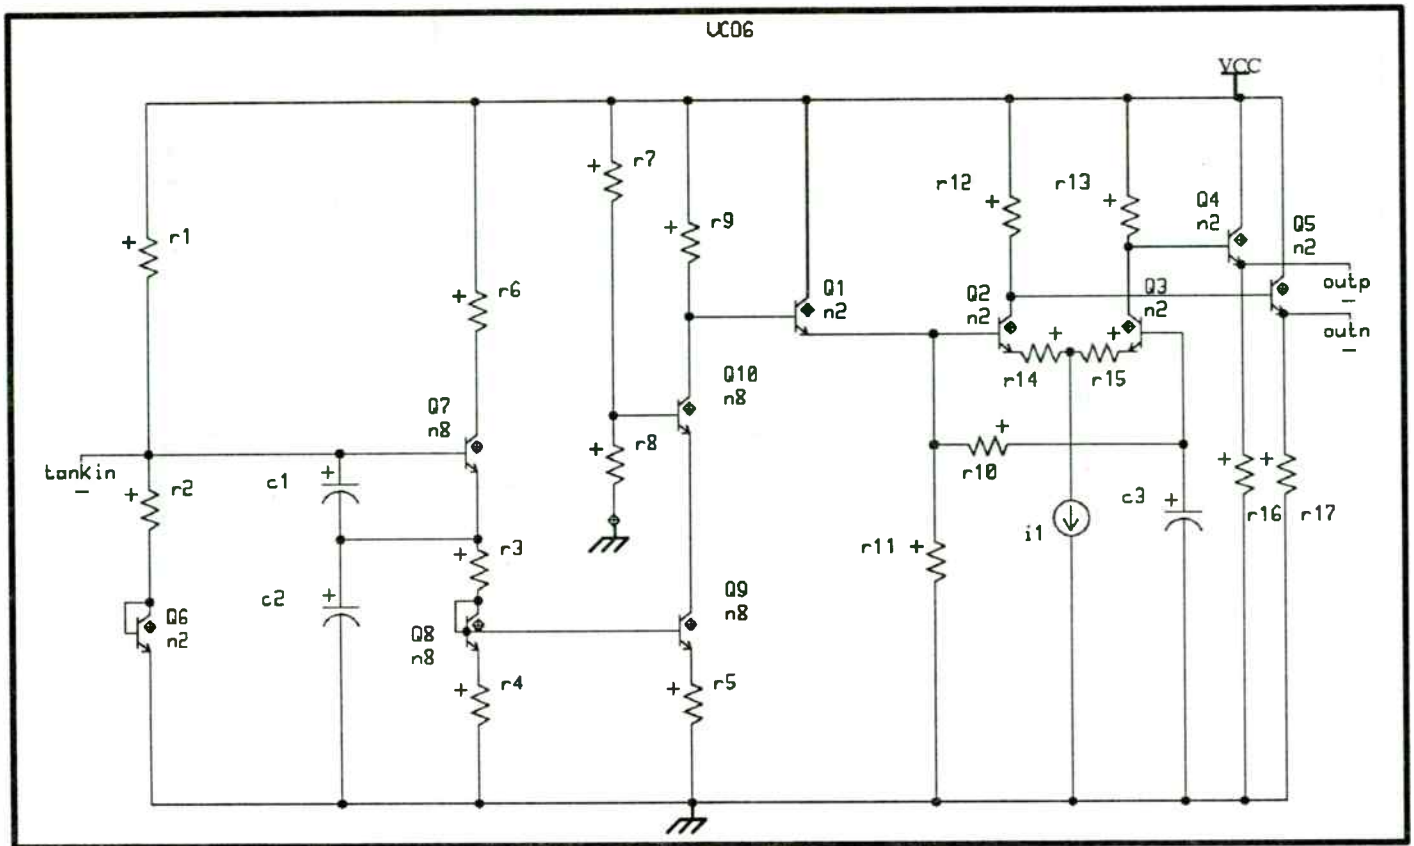 VCO6
VCC
r1
r6
r7
r9
r12
r13
Q4
n2
Q5
n2
Q1
n2
Q2
n2
Q3
n2
outp
outn
r14
r15
Q7
n8
Q10
n8
tankin
r2
c1
r8
r10
c3
r16
r17
i1
r11
r3
c2
Q6
n2
Q8
n8
Q9
n8
r4
r5